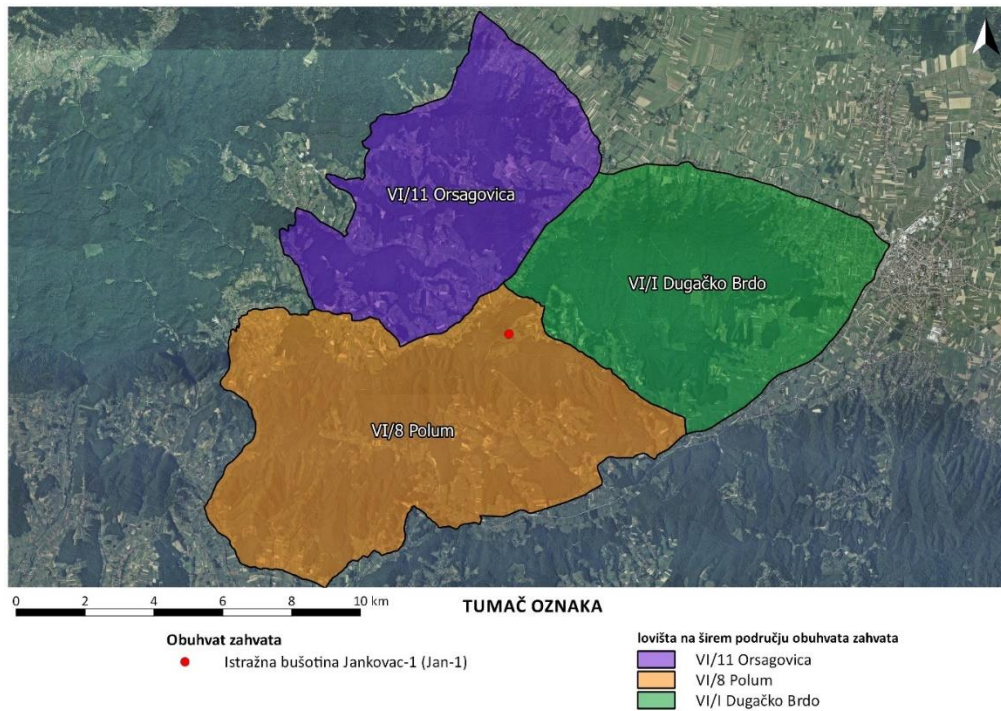 VI/11 Orsagovica
VI/I Dugačko Brdo
VI/8 Polum
0 2 4 6 8 10 km
TUMAČ OZNAKA
Obuhvat zahvata
Istražna bušotina Jankovac-1 (Jan-1)
lovišta na širem području obuhvata zahvata
VI/11 Orsagovica
VI/8 Polum
VI/I Dugačko Brdo